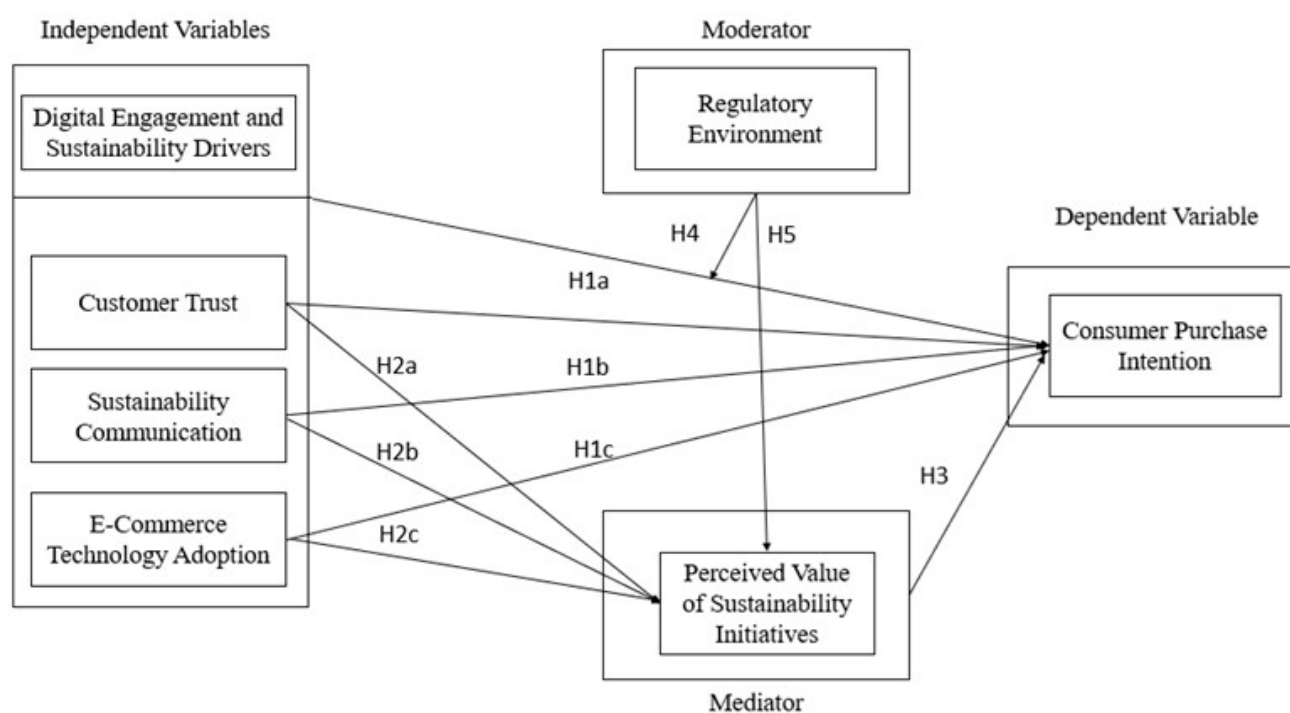 Independent Variables
Digital Engagement and
Sustainability Drivers
Customer Trust
Sustainability
Communication
E-Commerce
Technology Adoption
Moderator
Regulatory
Environment
H4
H5
H1a
H2a
H1b
H2b
H1c
H2c
H3
Dependent Variable
Consumer Purchase
Intention
Perceived Value
of Sustainability
Initiatives
Mediator